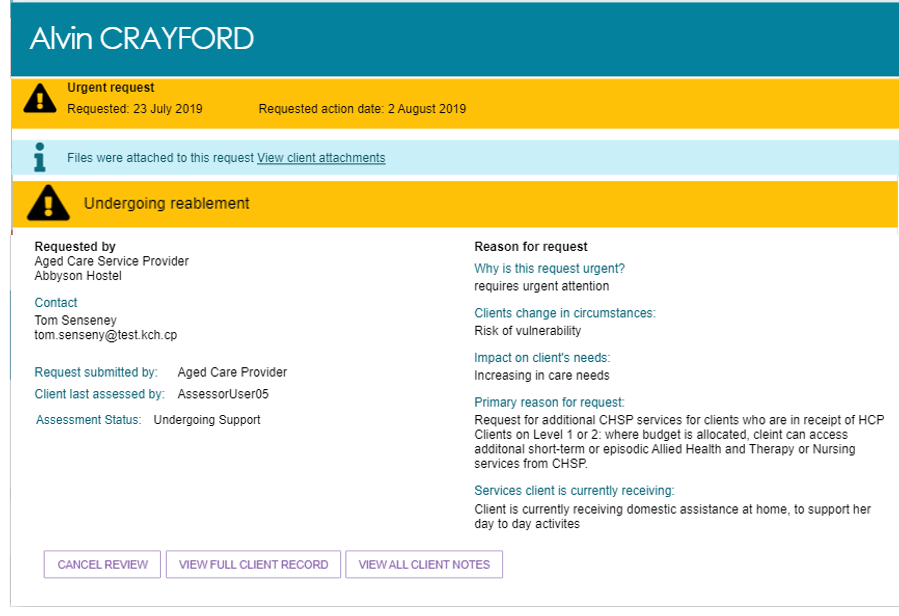 Alvin CRAYFORD
Urgent request
Requested: 23 July 2019 Requested action date: 2 August 2019
Files were attached to this request View client attachments
Undergoing reablement
Requested by
Aged Care Service Provider
Abbyson Hostel
Contact
Tom Senseney
tom.senseny@test.kch.cp
Request submitted by: Aged Care Provider
Client last assessed by: AssessorUser05
Assessment Status: Undergoing Support
Reason for request
Why is this request urgent?
requires urgent attention
Clients change in circumstances:
Risk of vulnerability
Impact on client's needs:
Increasing in care needs
Primary reason for request:
Request for additional CHSP services for clients who are in receipt of HCP
Clients on Level 1 or 2: where budget is allocated, cleint can access
additonal short-term or episodic Allied Health and Therapy or Nursing
services from CHSP.
Services client is currently receiving:
Client is currently receiving domestic assistance at home, to support her
day to day activites
CANCEL REVIEW
VIEW FULL CLIENT RECORD
VIEW ALL CLIENT NOTES